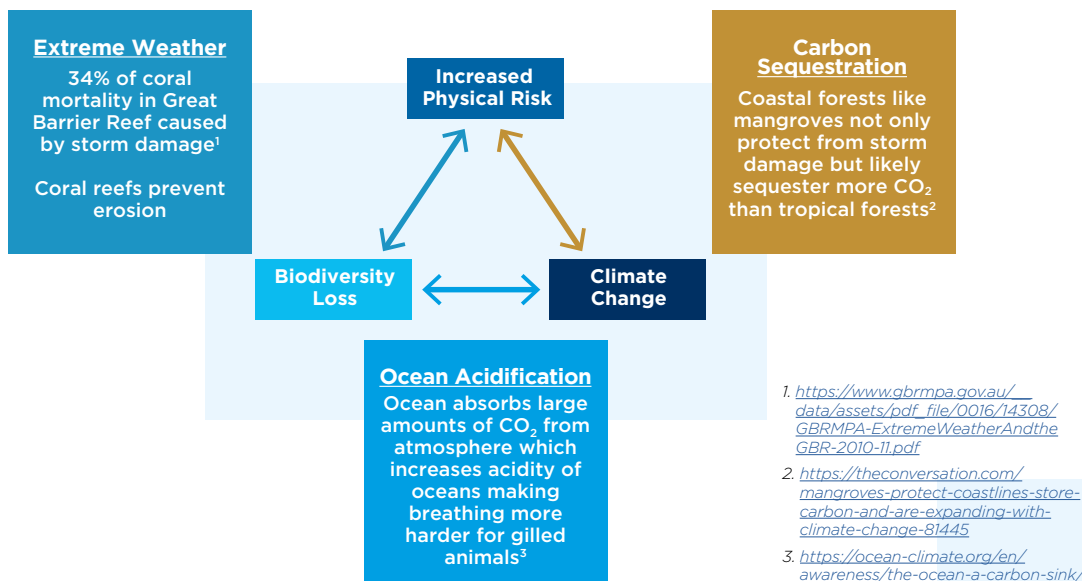 Extreme Weather
34% of coral
mortality in Great
Barrier Reef caused
by storm damage¹
Coral reefs prevent
erosion
Increased
Physical Risk
Carbon
Sequestration
Coastal forests like
mangroves not only
protect from storm
damage but likely
sequester more CO₂
than tropical forests²
Biodiversity
Loss
Climate
Change
Ocean Acidification
Ocean absorbs large
amounts of CO₂ from
atmosphere which
increases acidity of
oceans making
breathing more
harder for gilled
animals³
1. https://www.gbrmpa.gov.au/__
data/assets/pdf_file/0016/14308/
GBRMPA-ExtremeWeatherAndthe
GBR-2010-11.pdf
2. https://theconversation.com/
mangroves-protect-coastlines-store-
carbon-and-are-expanding-with-
climate-change-81445
3. https://ocean-climate.org/en/
awareness/the-ocean-a-carbon-sink/